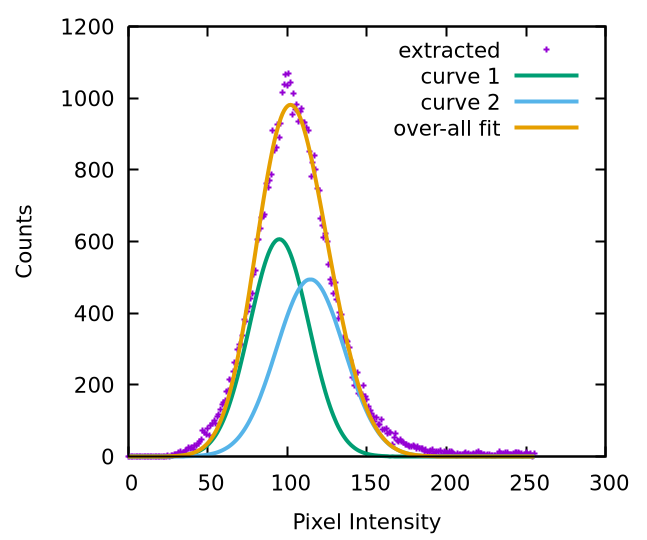 1200
1000
800
600
400
200
0
Counts
extracted
curve 1
curve 2
over-all fit
0 50 100 150 200 250 300
Pixel Intensity